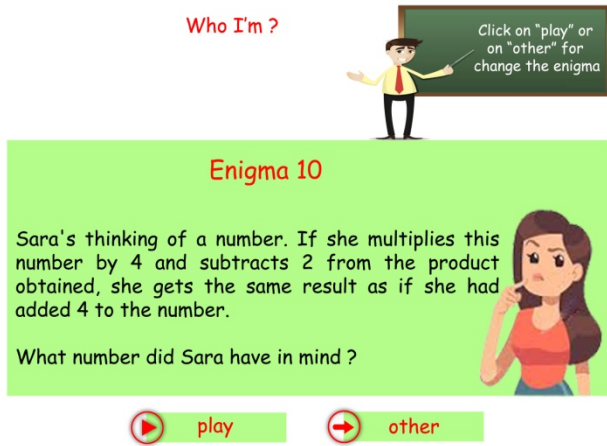 Who I'm ?
Click on "play" or
on "other" for
change the enigma
Enigma 10
Sara's thinking of a number. If she multiplies this
number by 4 and subtracts 2 from the product
obtained, she gets the same result as if she had
added 4 to the number.
What number did Sara have in mind ?
play
other